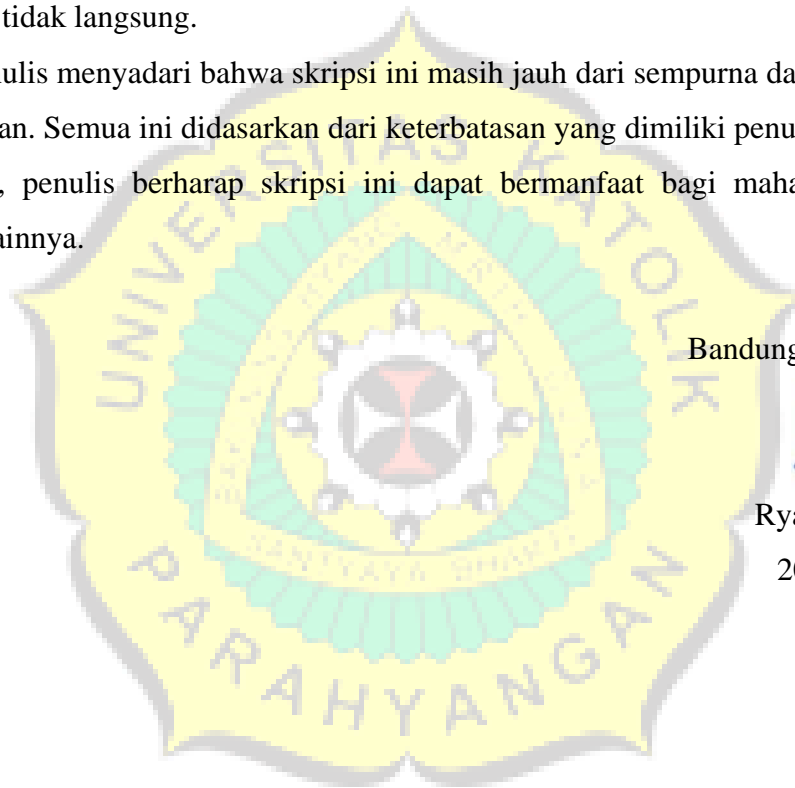 tidak langsung.
ulis menyadari bahwa skripsi ini masih jauh dari sempurna da
an. Semua ini didasarkan dari keterbatasan yang dimiliki penu
, penulis berharap skripsi ini dapat bermanfaat bagi maha
ainnya.
UNIVERSITAS KATOLIK
Bandung
Rya
20
PARAHYANGAN